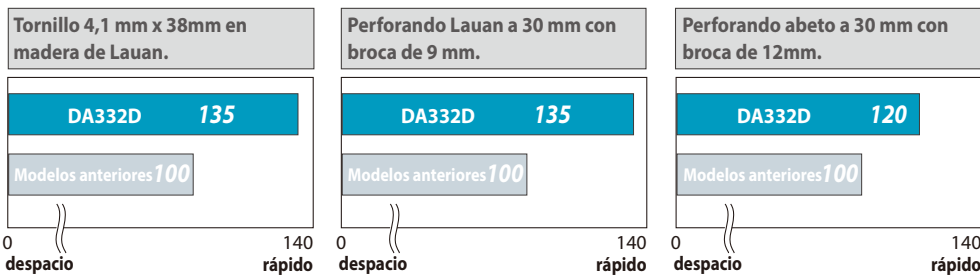 Tornillo 4,1 mm x 38mm en
madera de Lauan.
DA332D 135
Modelos anteriores 100
0 140
despacio rápido
Perforando Lauan a 30 mm con
broca de 9 mm.
DA332D 135
Modelos anteriores 100
0 140
despacio rápido
Perforando abeto a 30 mm con
broca de 12mm.
DA332D 120
Modelos anteriores 100
0 140
despacio rápido